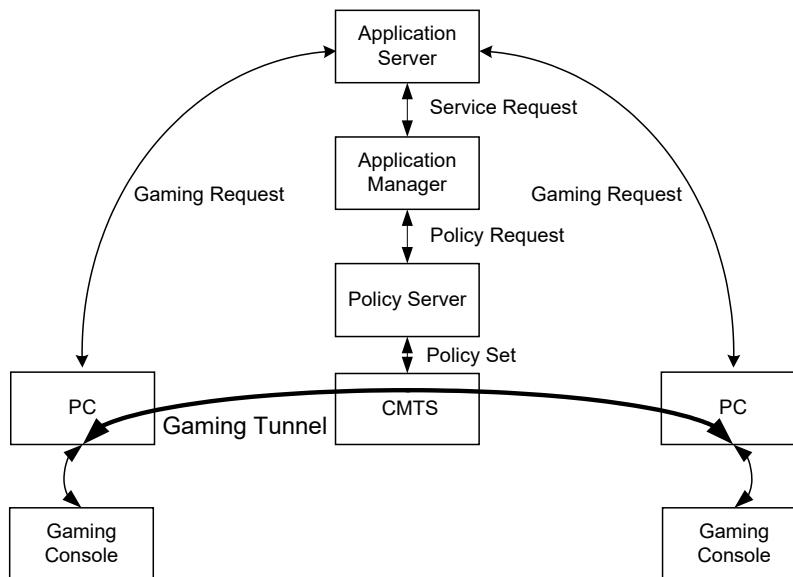 Application
Server
Service Request
Application
Manager
Gaming Request
Gaming Request
Policy Request
Policy Server
Policy Set
PC
CMTS
PC
Gaming Tunnel
Gaming
Console
Gaming
Console